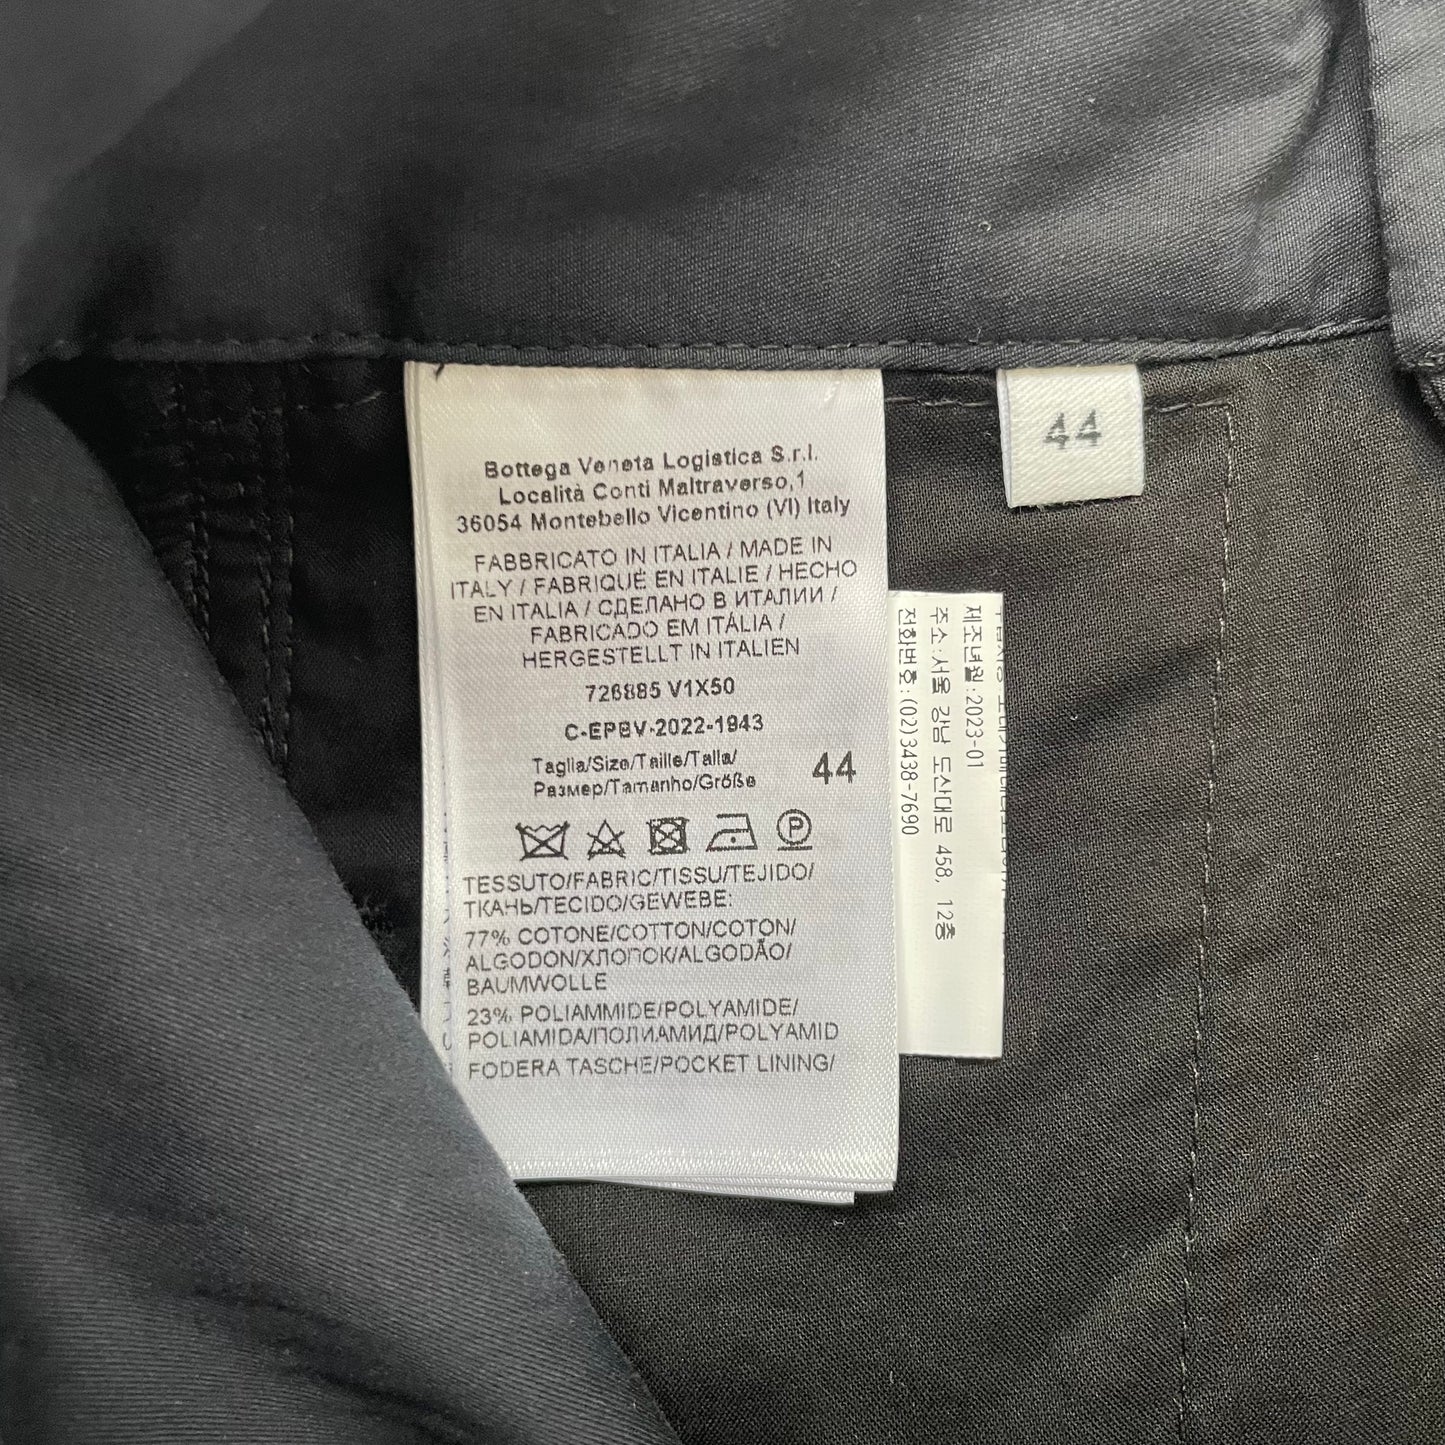 Bottega Veneta Logistica S.r.l.
Località Conti Maltraverso,1
36054 Montebello Vicentino (VI) Italy
FABBRICATO IN ITALIA / MADE IN
ITALY / FABRIQUÉ EN ITALIE / HECHO
EN ITALIA / СДЕЛАНО В ИТАЛИИ /
FABRICADO EM ITÁLIA /
HERGESTELLT IN ITALIEN
726885 V1X50
C-EPBV-2022-1943
Taglia/Size/Taille/Talla/
Размер/Tamanho/Größe
44
P
TESSUTO/FABRIC/TISSU/TEJIDO/
ТКАНЬ/TECIDO/GEWEBE:
77% COTONE/COTTON/COTON/
ALGODON/ХЛОПОК/ALGODÃO/
BAUMWOLLE
23% POLIAMMIDE/POLYAMIDE/
POLIAMIDA/ПОЛИАМИД/POLYAMID
FODERA TASCHE/POCKET LINING/
44
제조년월:2023-01
주소:서울 강남 도산대로 458, 12층
전화번호:(02)3438-7690